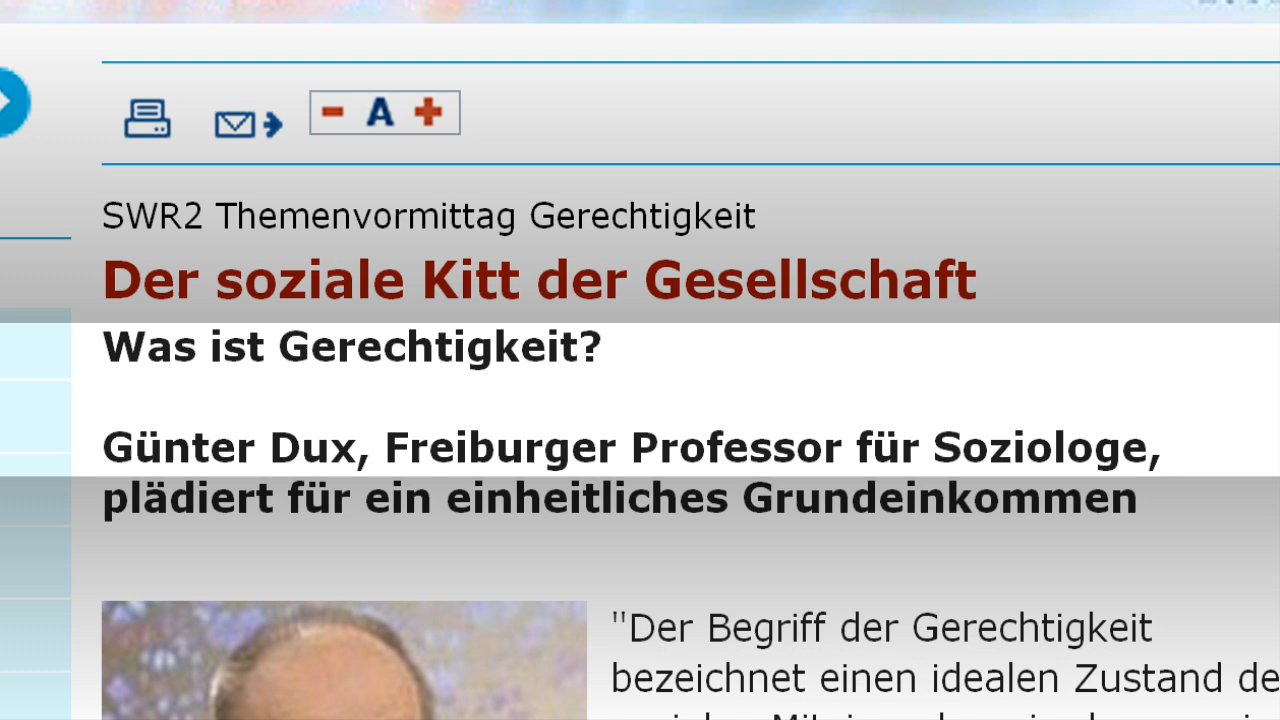 - A +
SWR2 Themenvormittag Gerechtigkeit
Der soziale Kitt der Gesellschaft
Was ist Gerechtigkeit?
Günter Dux, Freiburger Professor für Soziologe,
plädiert für ein einheitliches Grundeinkommen
"Der Begriff der Gerechtigkeit
bezeichnet einen idealen Zustand de